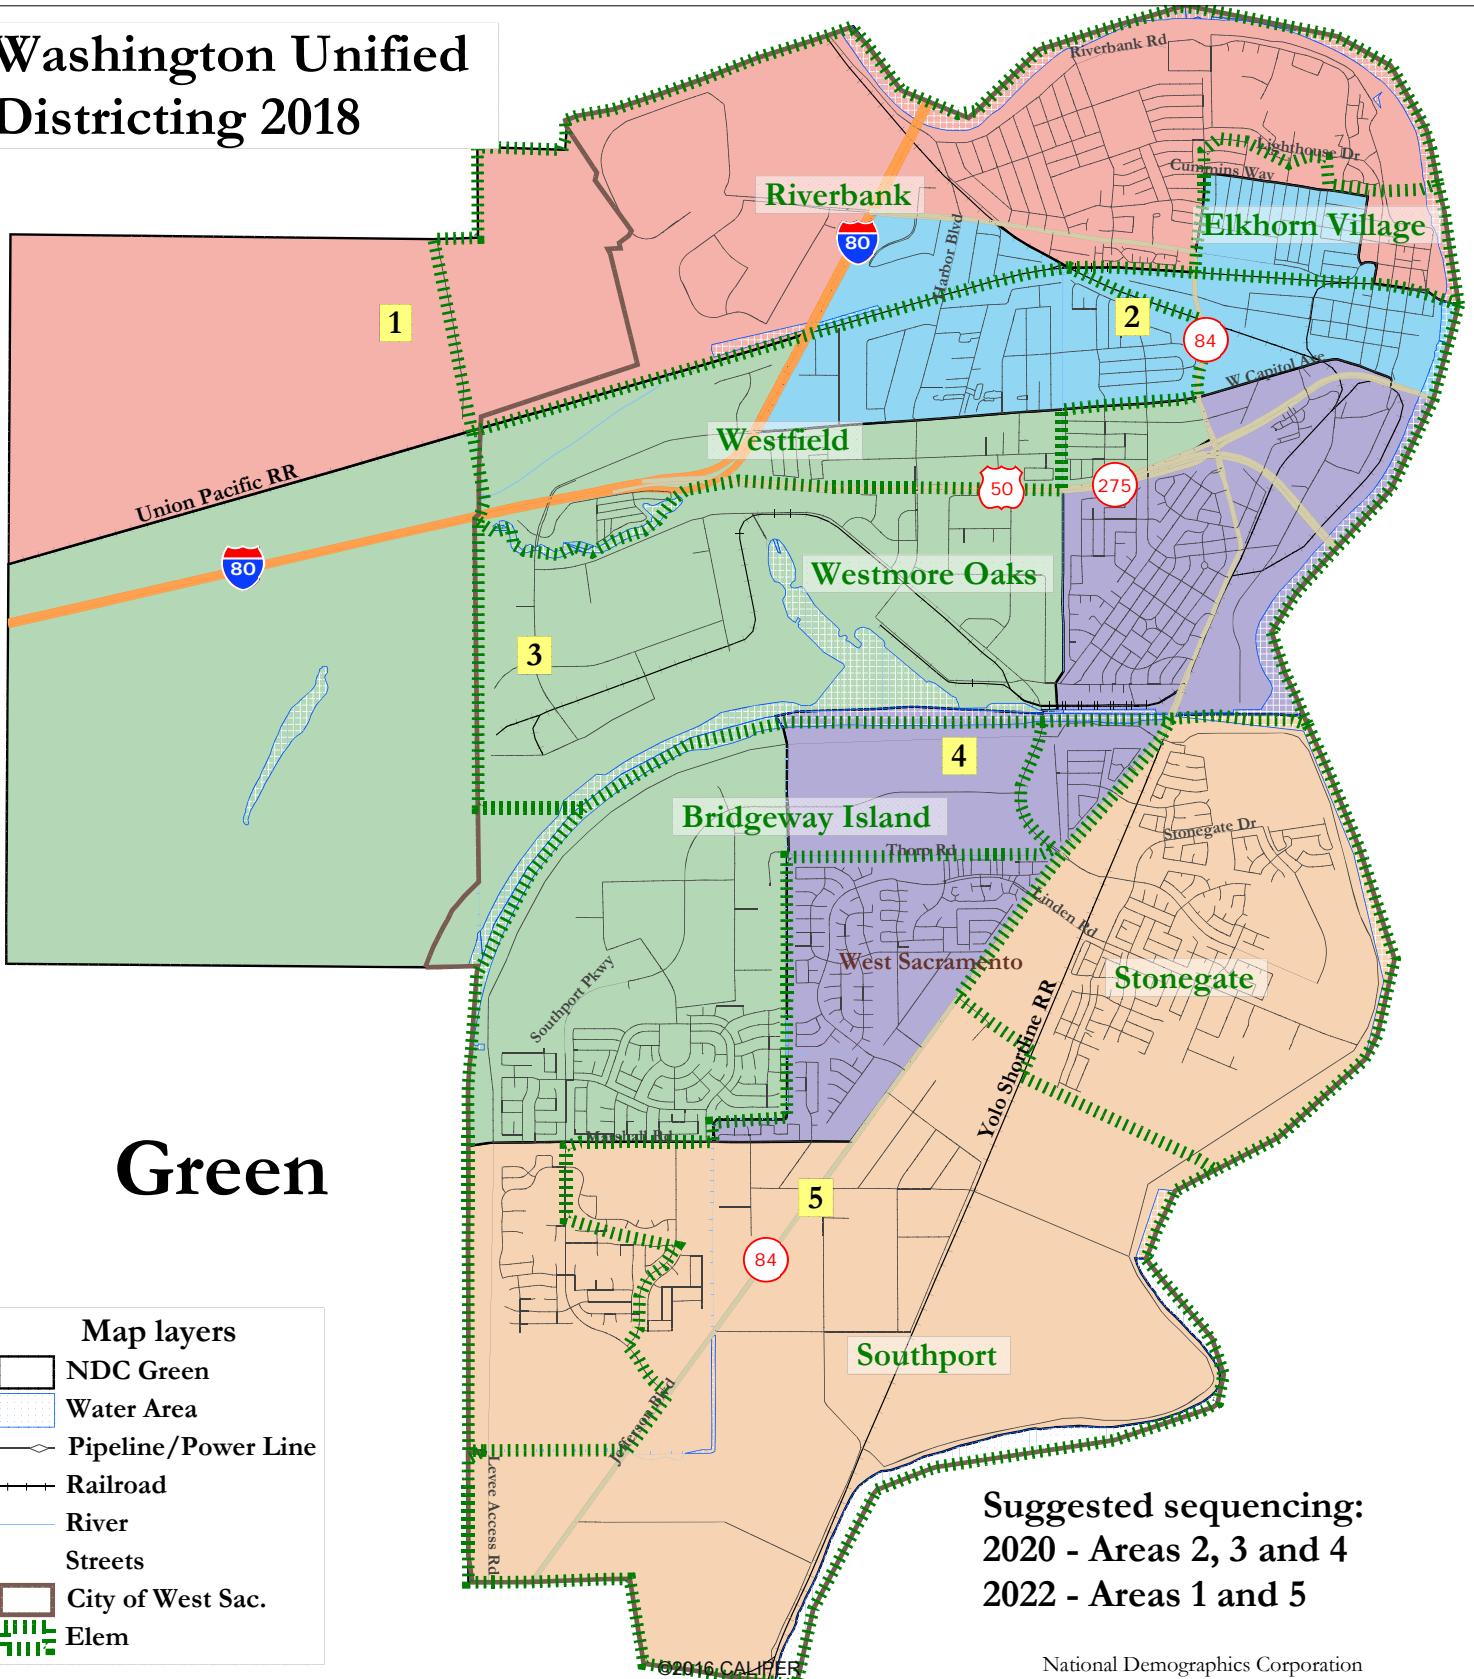 Washington Unified
Districting 2018
Riverbank Rd
Lighthouse Dr
Cummins Way
Riverbank
Elkhorn Village
80
Harbor Blvd
1
2
84
W Capitol Ave
Westfield
Union Pacific RR
50
275
80
Westmore Oaks
3
4
Bridgeway Island
Stonegate Dr
Thorp Rd
Linden Rd
West Sacramento
Stonegate
Southport Pkwy
Yolo Shortline RR
Marshall Rd
Green
5
84
Southport
Jefferson Blvd
Levee Access Rd
Map layers
NDC Green
Water Area
Pipeline/Power Line
Railroad
River
Streets
City of West Sac.
Elem
Suggested sequencing:
2020 - Areas 2, 3 and 4
2022 - Areas 1 and 5
©2016 CALIPER
National Demographics Corporation